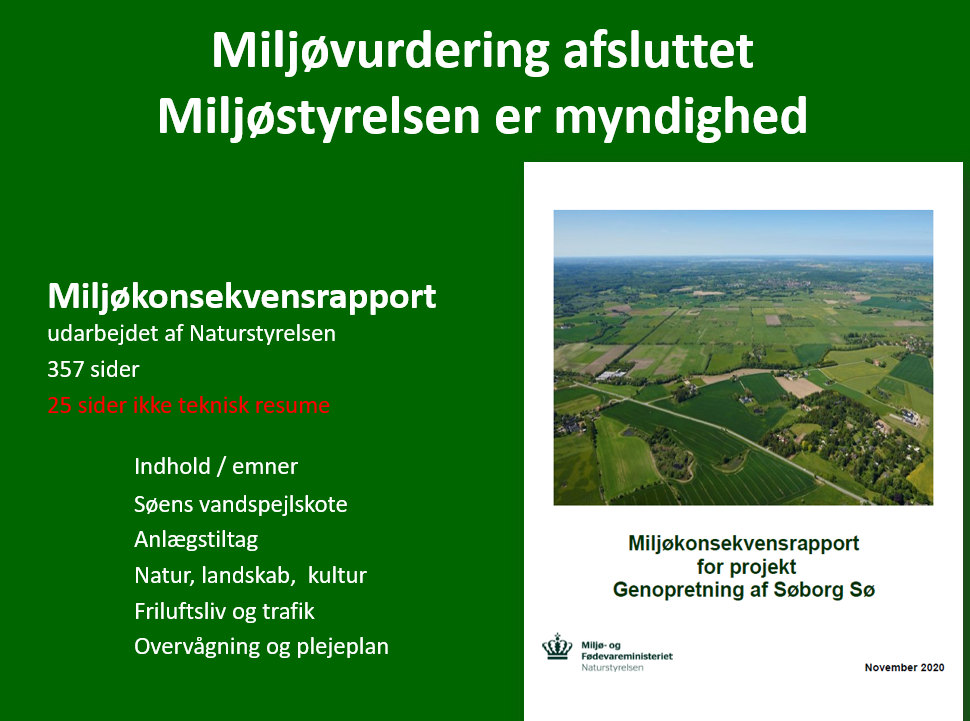 Miljøvurdering afsluttet
Miljøstyrelsen er myndighed
Miljøkonsekvensrapport
udarbejdet af Naturstyrelsen
357 sider
25 sider ikke teknisk resume
Indhold / emner
Søens vandspejlskote
Anlægstiltag
Natur, landskab,  kultur
Friluftsliv og trafik
Overvågning og plejeplan
Miljøkonsekvensrapport
for projekt
Genopretning af Søborg Sø
Miljø- og
Fødevareministeriet
Naturstyrelsen
November 2020